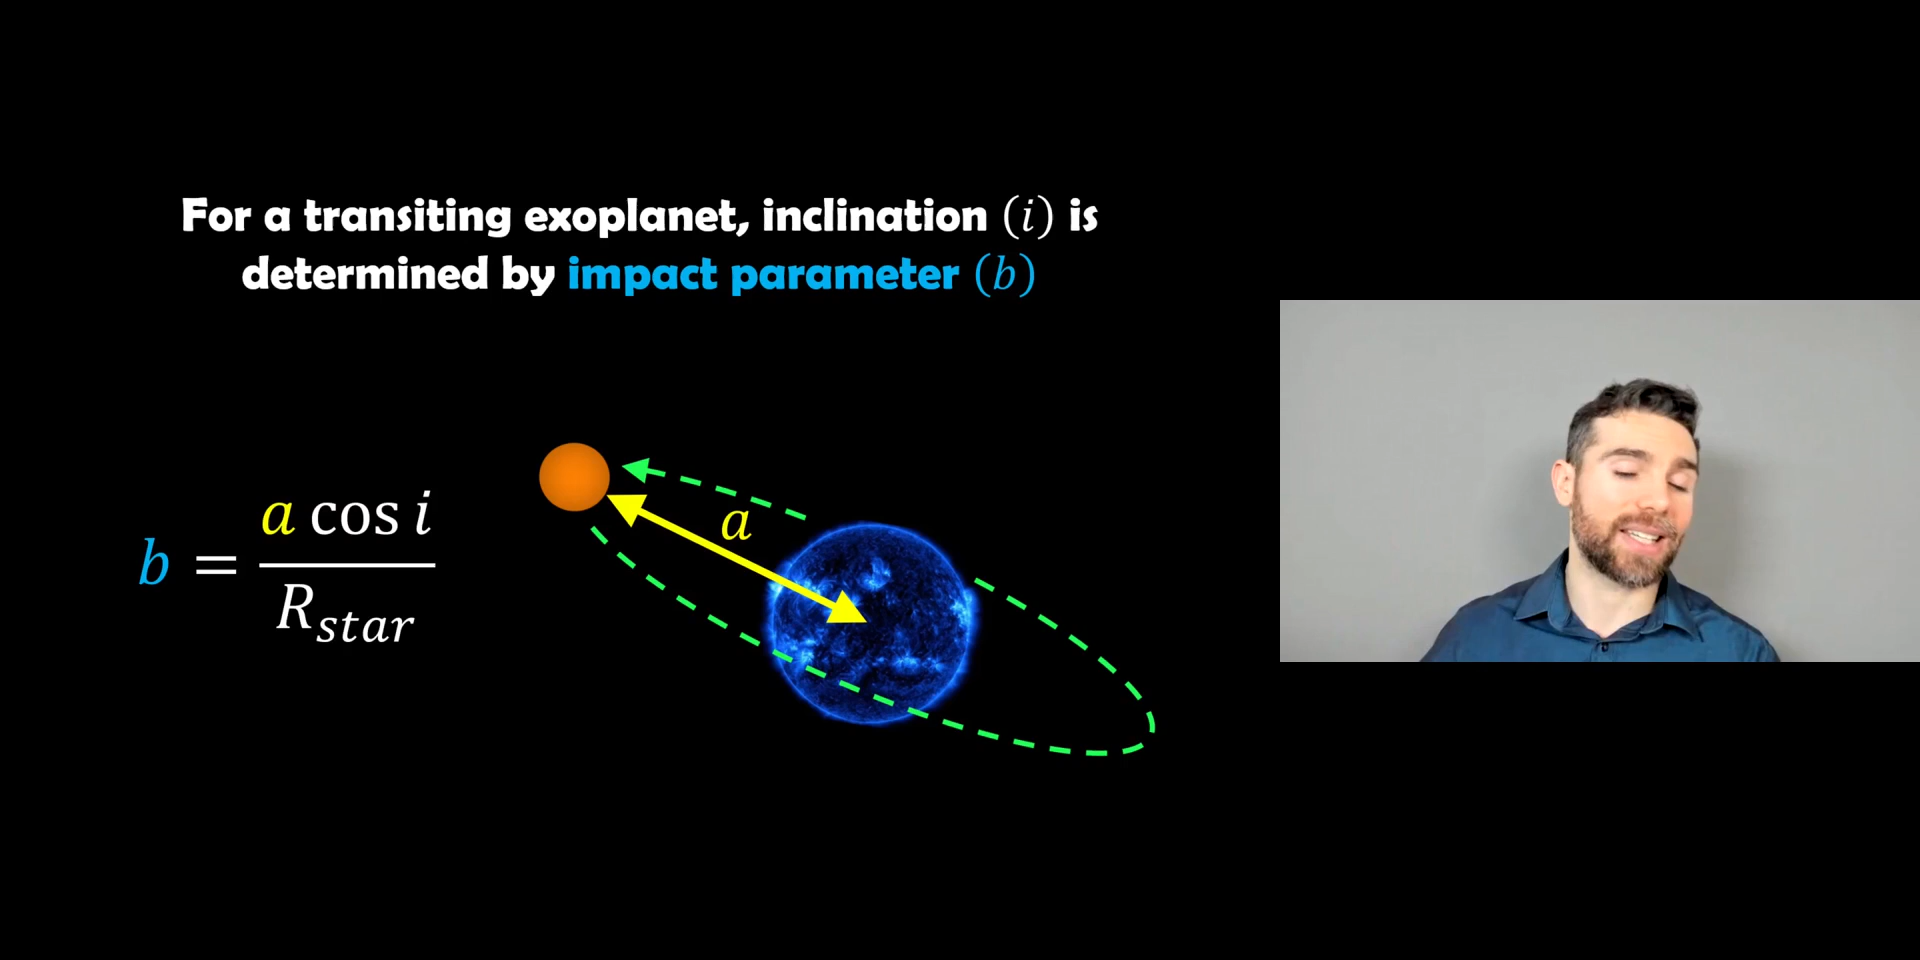 For a transiting exoplanet, inclination (i) is
determined by impact parameter (b)
b = a cos i / R_star
a